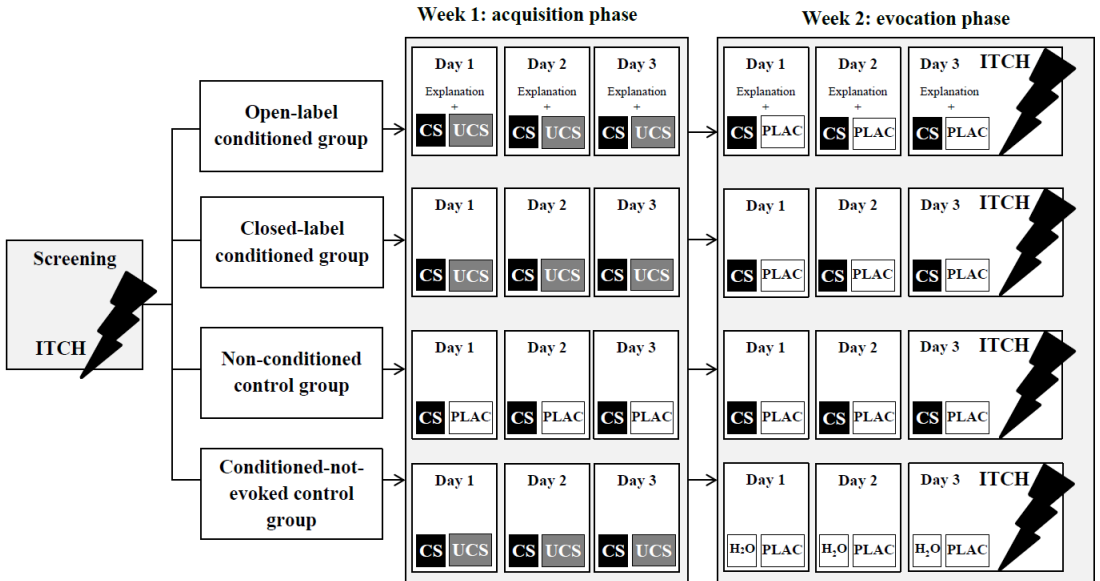 Week 1: acquisition phase
Week 2: evocation phase
Screening
ITCH
Open-label
conditioned group
Day 1
Explanation
+
CS UCS
Day 2
Explanation
+
CS UCS
Day 3
Explanation
+
CS UCS
Day 1
Explanation
+
CS PLAC
Day 2
Explanation
+
CS PLAC
Day 3 ITCH
Explanation
+
CS PLAC
Closed-label
conditioned group
Day 1
CS UCS
Day 2
CS UCS
Day 3
CS UCS
Day 1
CS PLAC
Day 2
CS PLAC
Day 3 ITCH
CS PLAC
Non-conditioned
control group
Day 1
CS PLAC
Day 2
CS PLAC
Day 3
CS PLAC
Day 1
CS PLAC
Day 2
CS PLAC
Day 3 ITCH
CS PLAC
Conditioned-not-
evoked control
group
Day 1
CS UCS
Day 2
CS UCS
Day 3
CS UCS
Day 1
H₂O PLAC
Day 2
H₂O PLAC
Day 3 ITCH
H₂O PLAC